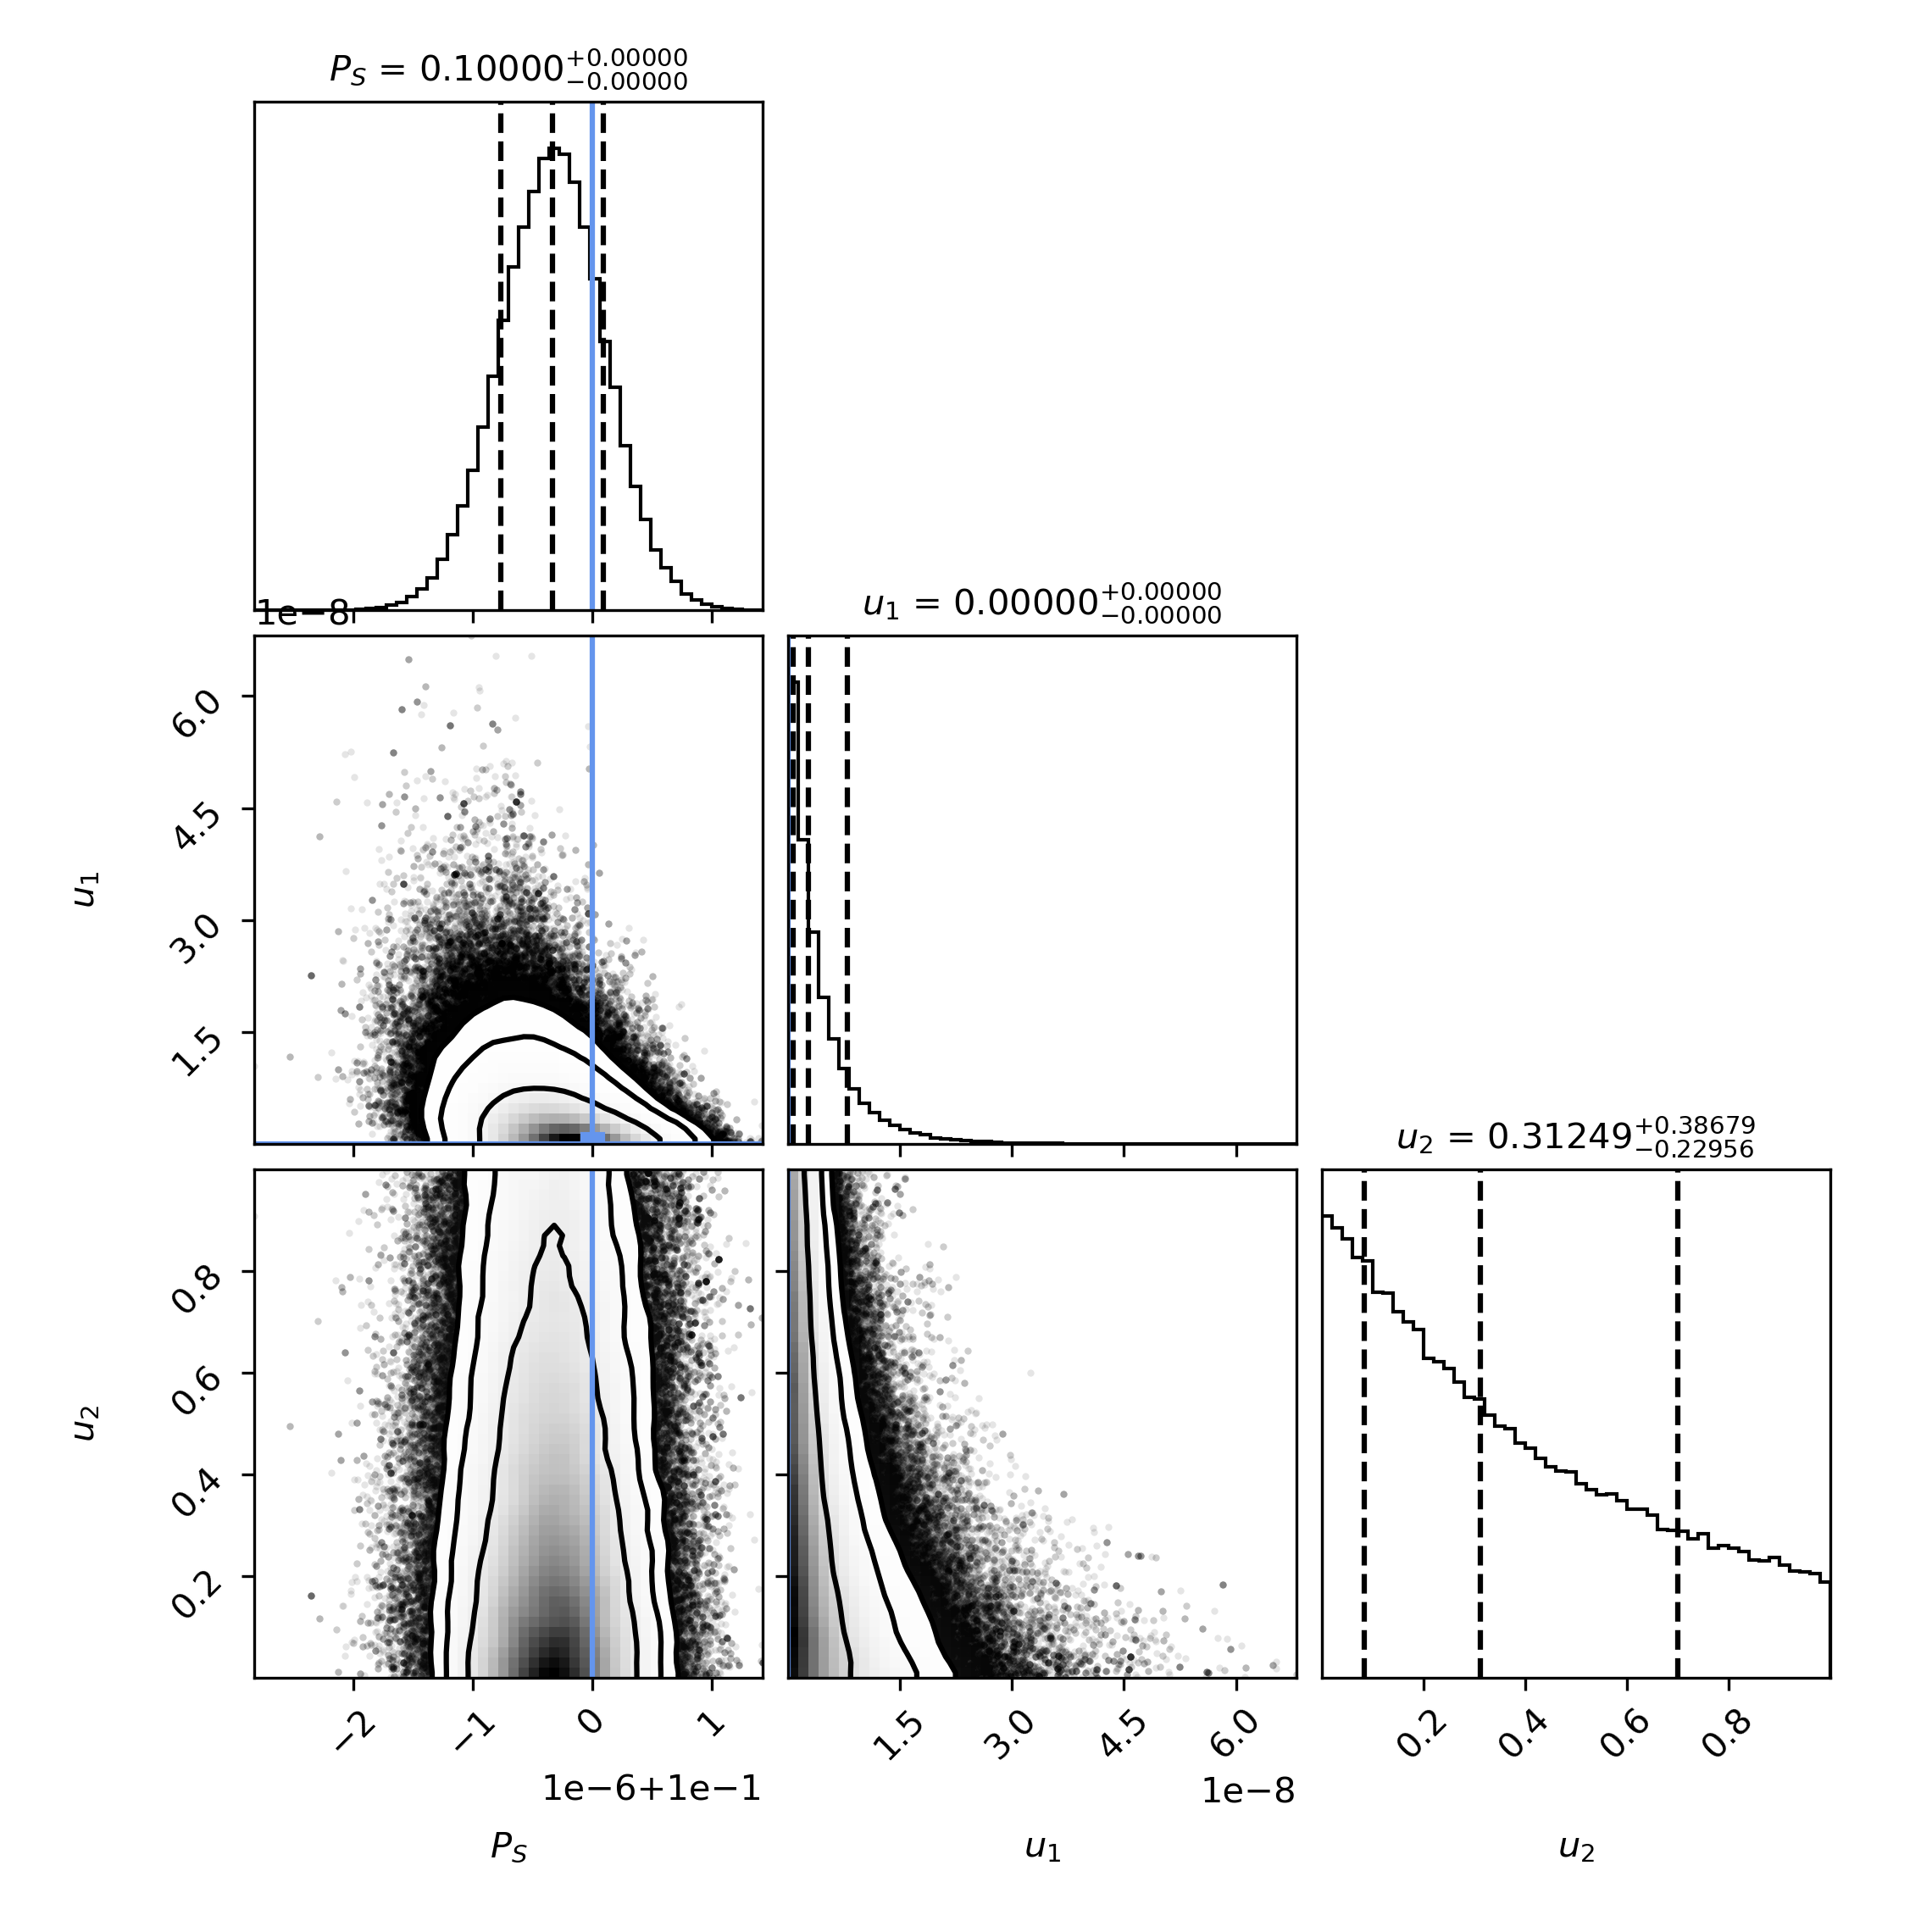 P_S = 0.10000^{+0.00000}_{−0.00000}
1e−8
u_1 = 0.00000^{+0.00000}_{−0.00000}
6.0
4.5
3.0
1.5
u_1
u_2 = 0.31249^{+0.38679}_{−0.22956}
0.8
0.6
0.4
0.2
u_2
−2 −1 0 1 1.5 3.0 4.5 6.0 0.2 0.4 0.6 0.8
1e−6+1e−1 1e−8
P_S u_1 u_2